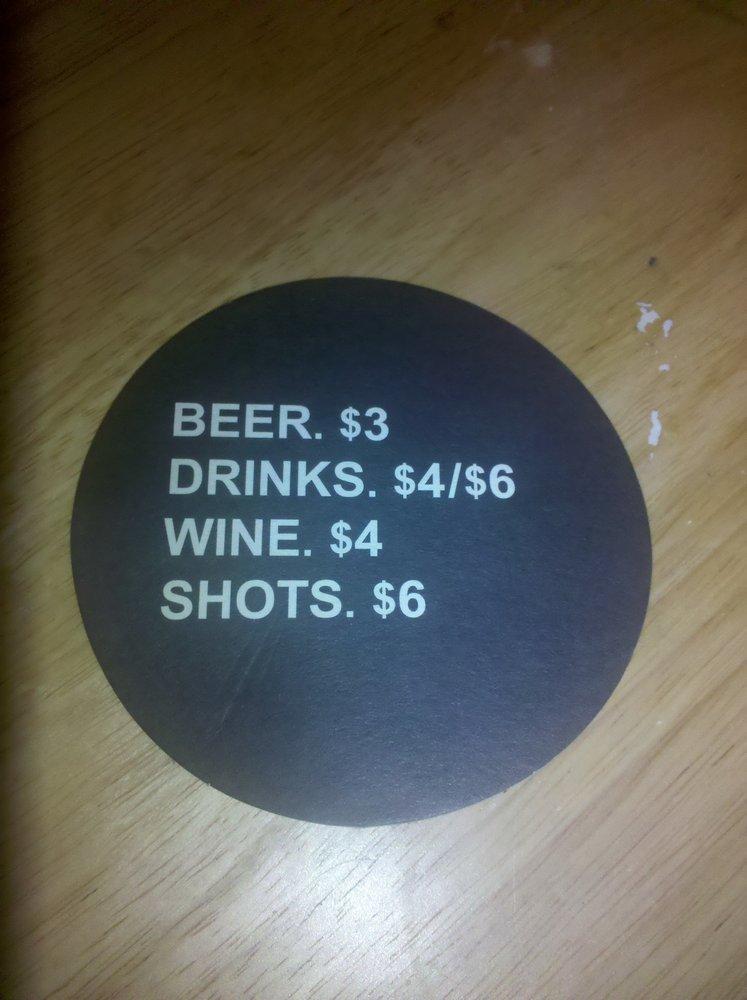 BEER. $3
DRINKS. $4/$6
WINE. $4
SHOTS. $6